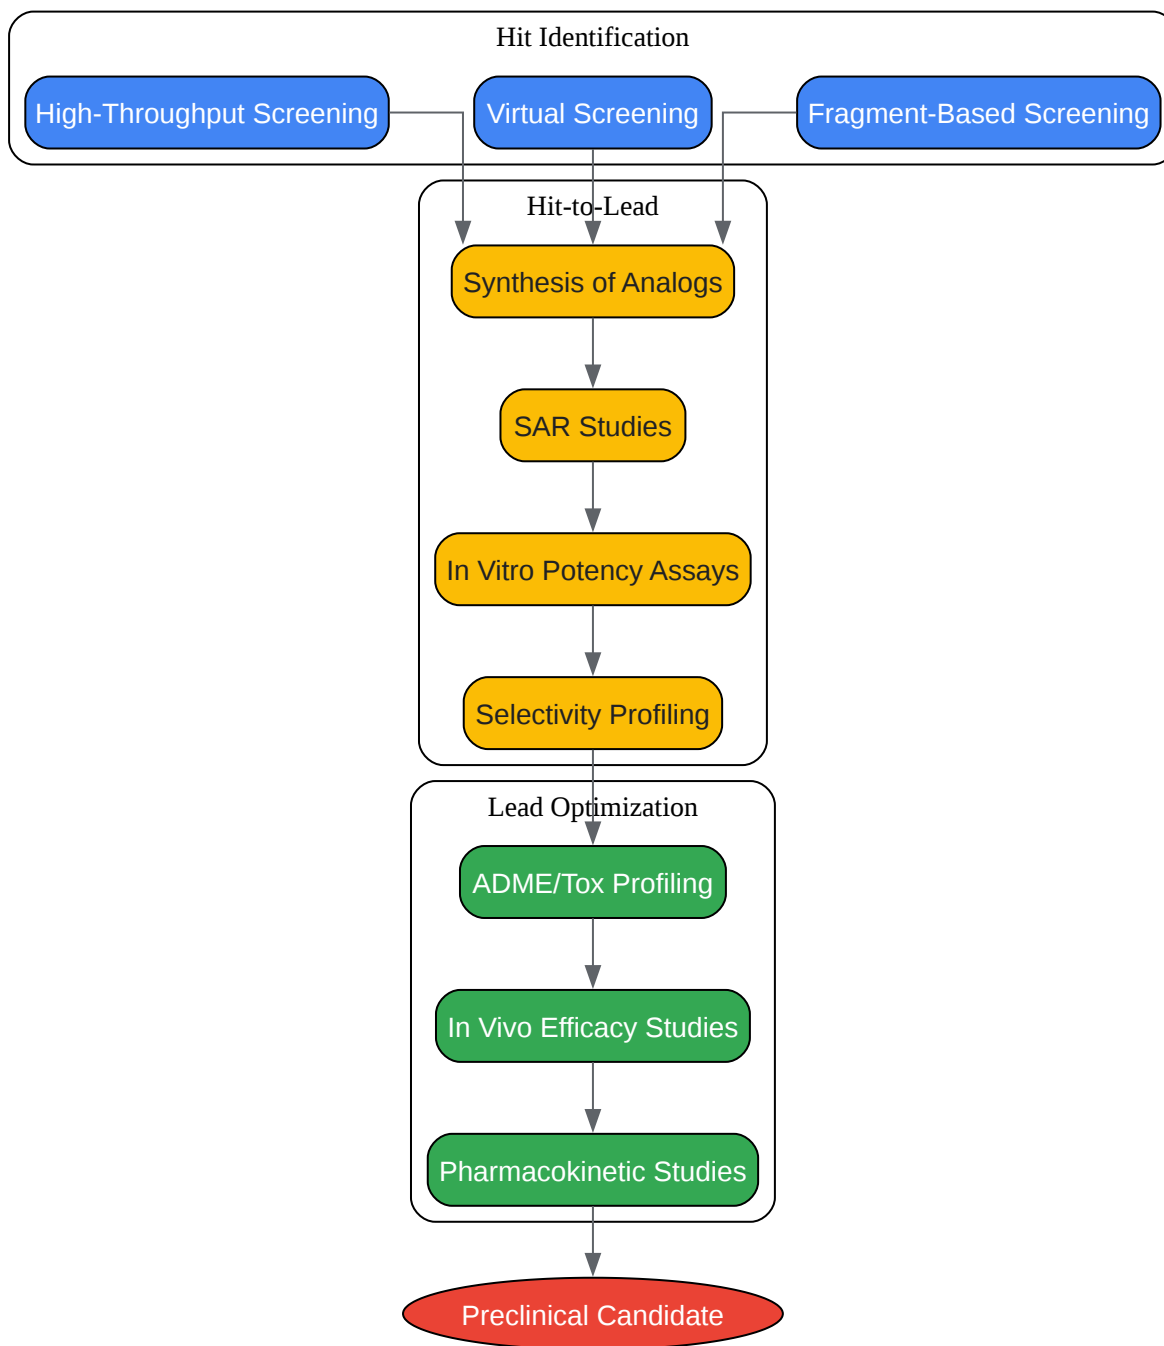 Hit Identification
High-Throughput Screening
Virtual Screening
Fragment-Based Screening
Hit-to-Lead
Synthesis of Analogs
SAR Studies
In Vitro Potency Assays
Selectivity Profiling
Lead Optimization
ADME/Tox Profiling
In Vivo Efficacy Studies
Pharmacokinetic Studies
Preclinical Candidate